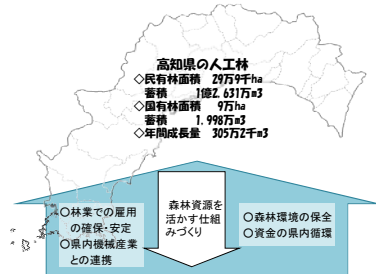 高知県の人工林
◇民有林面積 29万9千ha
蓄積 1億2.631万m3
◇国有林面積 9万ha
蓄積 1.998万m3
◇年間成長量 305万2千m3
○林業での雇用
の確保・安定
○県内機械産業
との連携
森林資源を
活かす仕組
みづくり
○森林環境の保全
○資金の県内循環